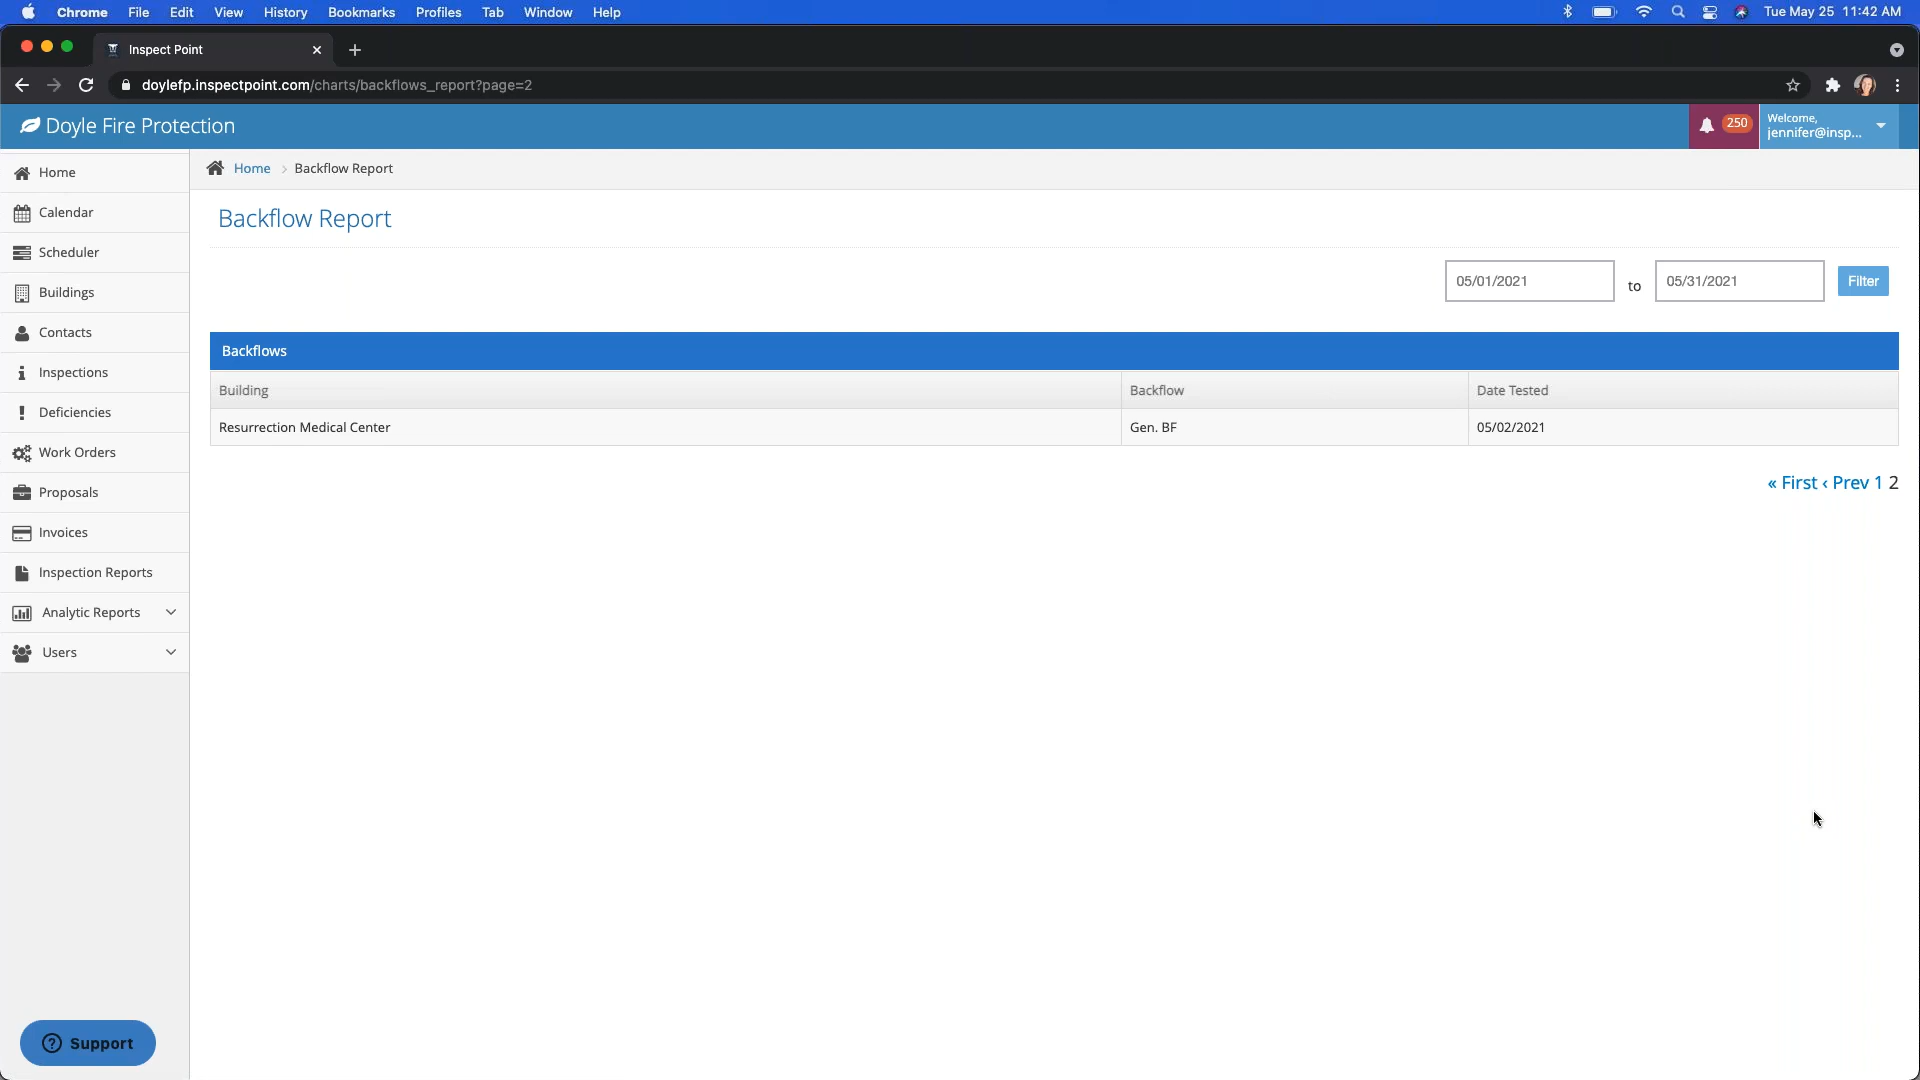 Chrome File Edit View History Bookmarks Profiles Tab Window Help Tue May 25 11:42 AM
Inspect Point
doylefp.inspectpoint.com/charts/backflows_report?page=2
Doyle Fire Protection
250
Welcome,
jennifer@insp...
Home
Calendar
Scheduler
Buildings
Contacts
Inspections
Deficiencies
Work Orders
Proposals
Invoices
Inspection Reports
Analytic Reports
Users
Support
Home > Backflow Report
Backflow Report
05/01/2021 to 05/31/2021 Filter
Backflows
Building Backflow Date Tested
Resurrection Medical Center Gen. BF 05/02/2021
« First ‹ Prev 1 2